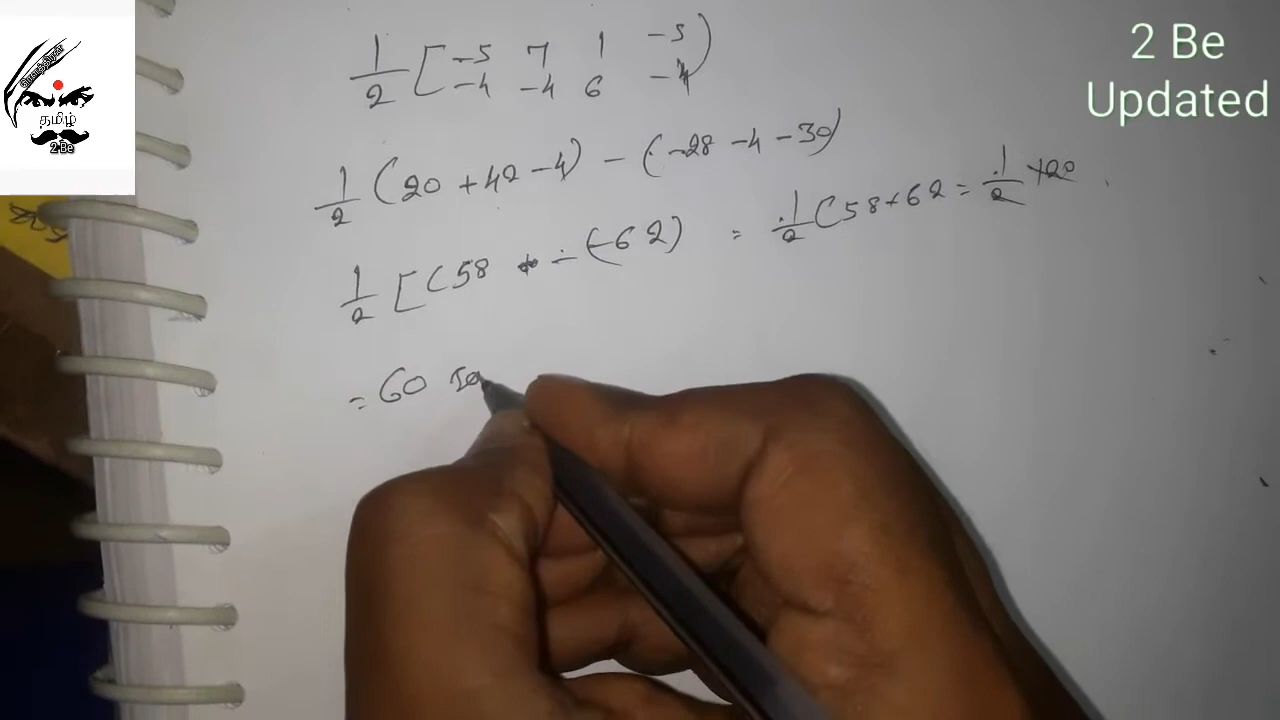 தமிழ்
2 Be
2 Be
Updated
1/2 [ -5 7 1 -5 )
-4 -4 6 -4
1/2 (20 + 42 - 4) - (-28 - 4 - 30)
1/2 [(58 - (-62) = 1/2 (58 + 62 = 1/2 × 120
= 60